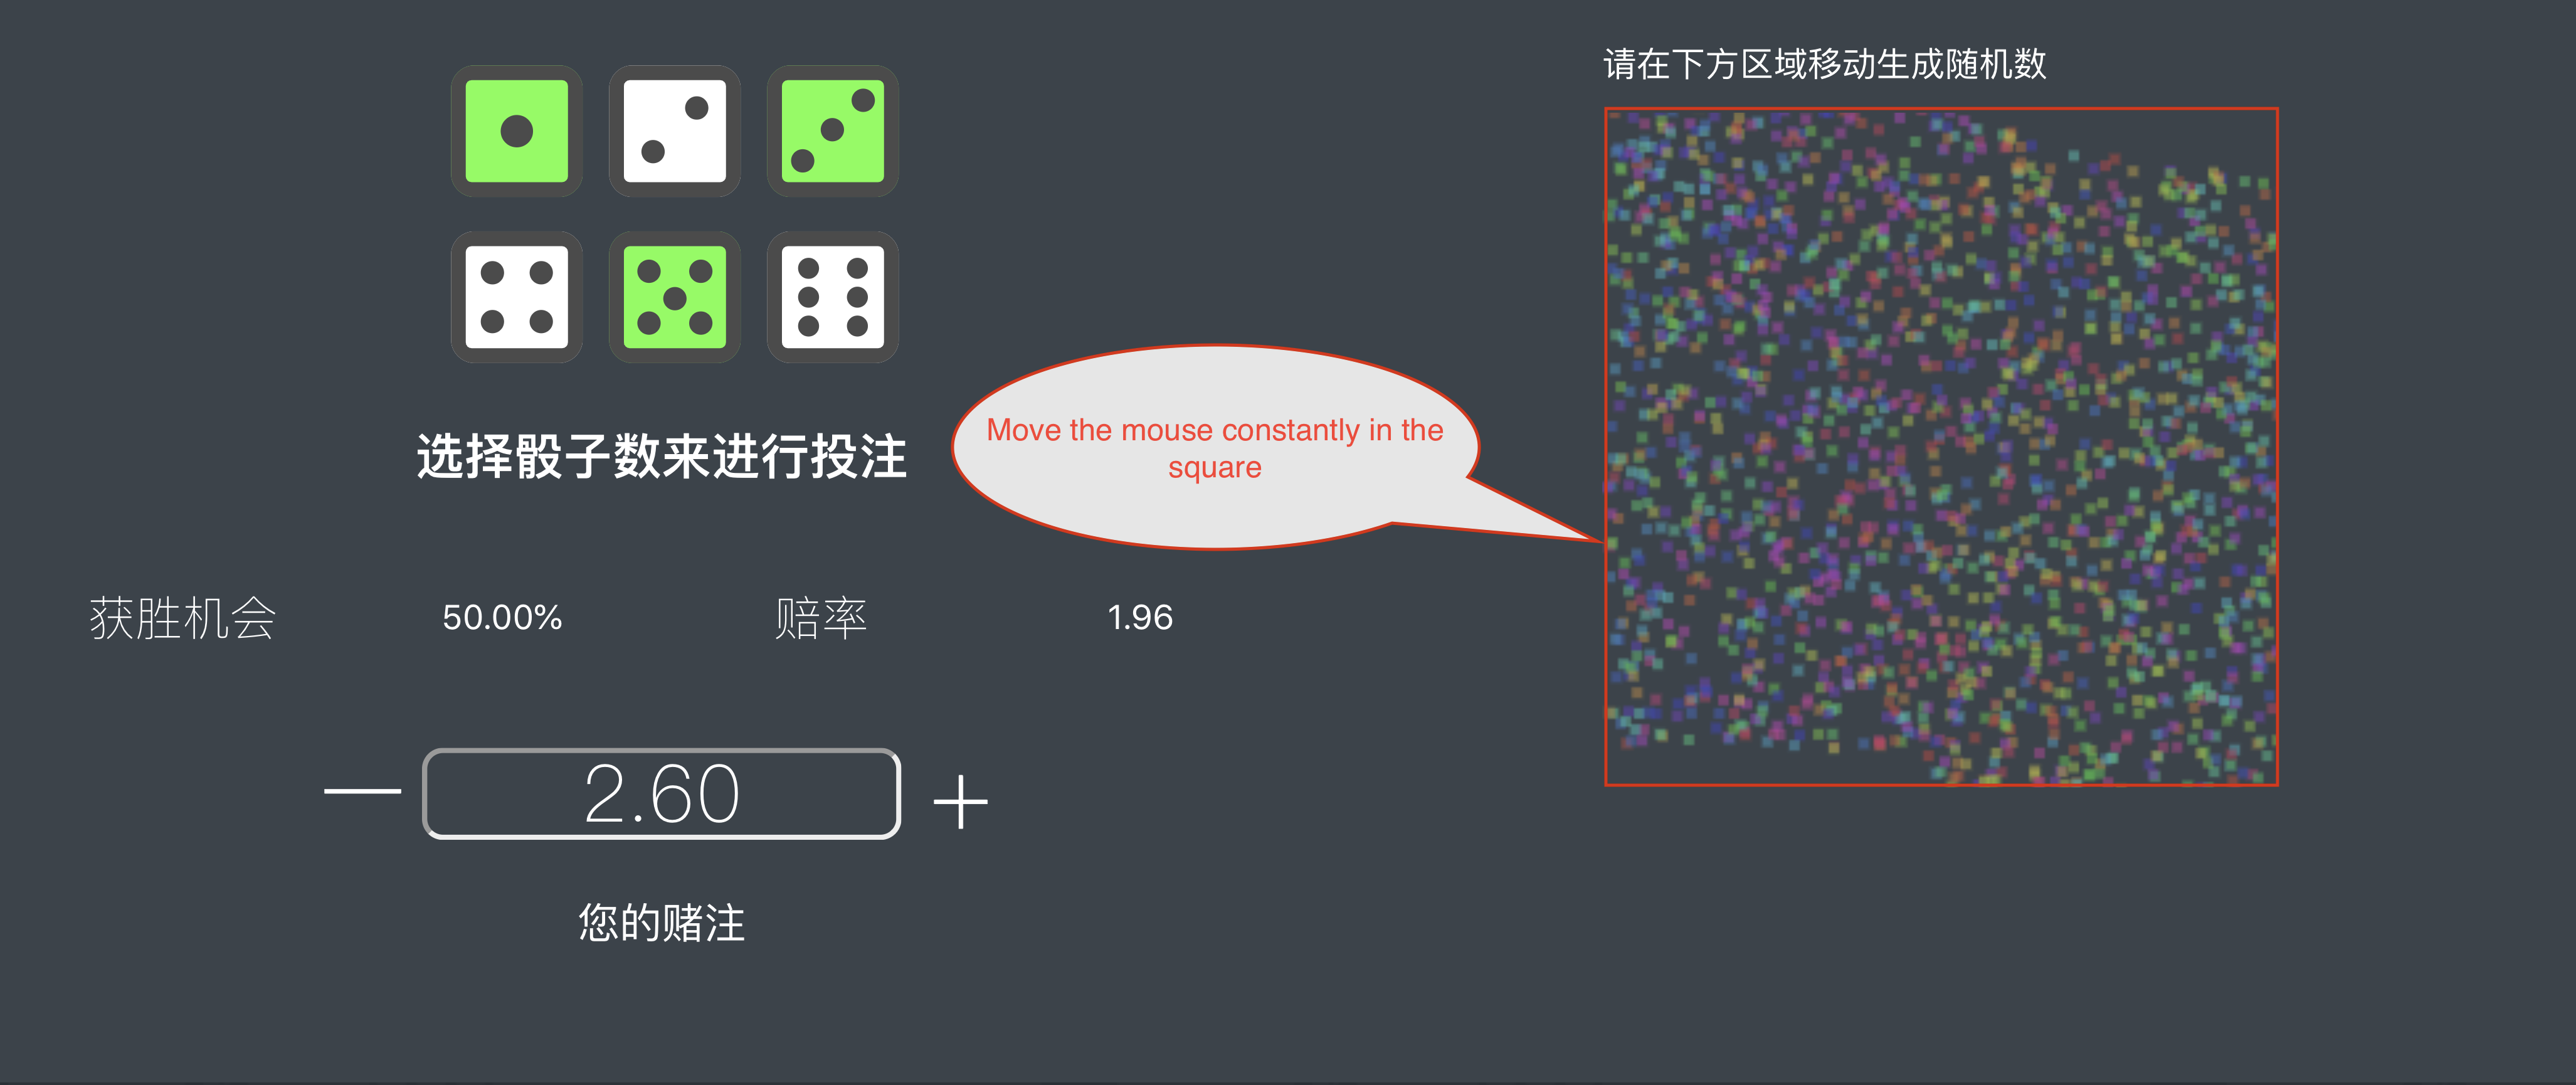 请在下方区域移动生成随机数
选择骰子数来进行投注
Move the mouse constantly in the
square
获胜机会 50.00% 赔率 1.96
2.60
您的赌注